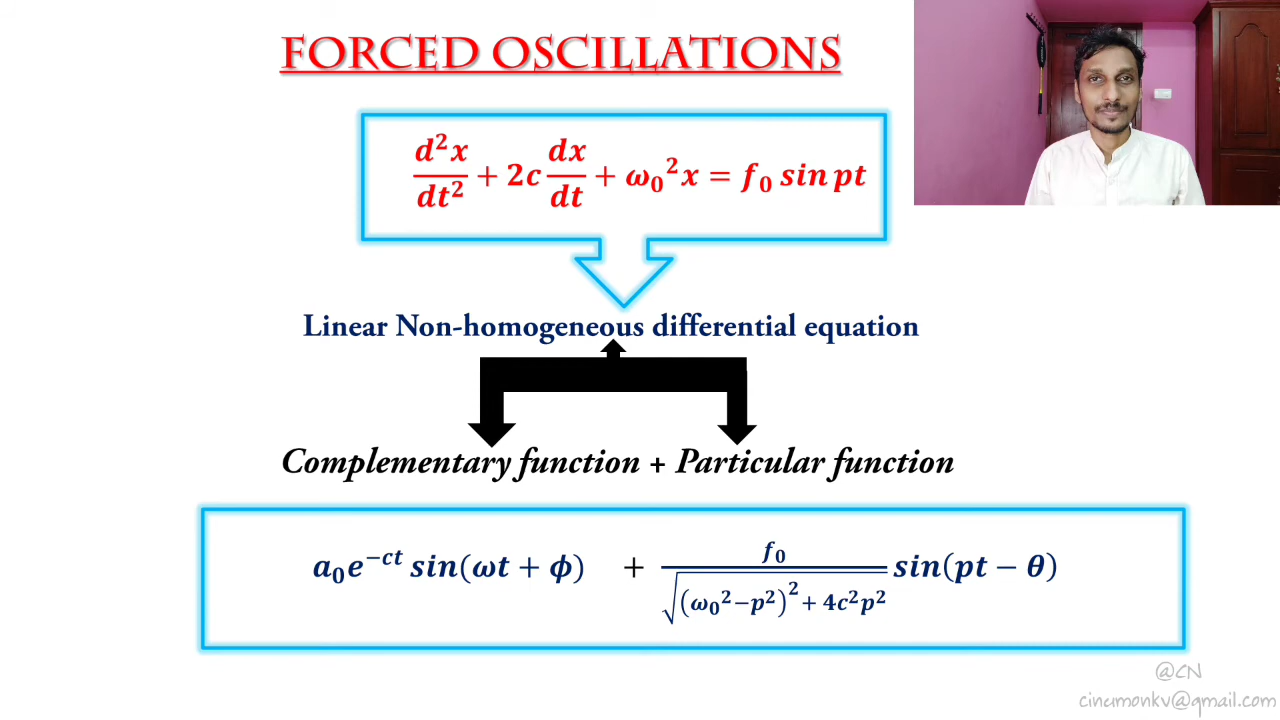 FORCED OSCILLATIONS
d²x/dt² + 2c dx/dt + ω₀²x = f₀ sin pt
Linear Non-homogeneous differential equation
Complementary function + Particular function
a₀e^{-ct} sin(ωt + ϕ) + f₀/√((ω₀²−p²)² + 4c²p²) sin(pt − θ)
@CN
cinumonkv@gmail.com